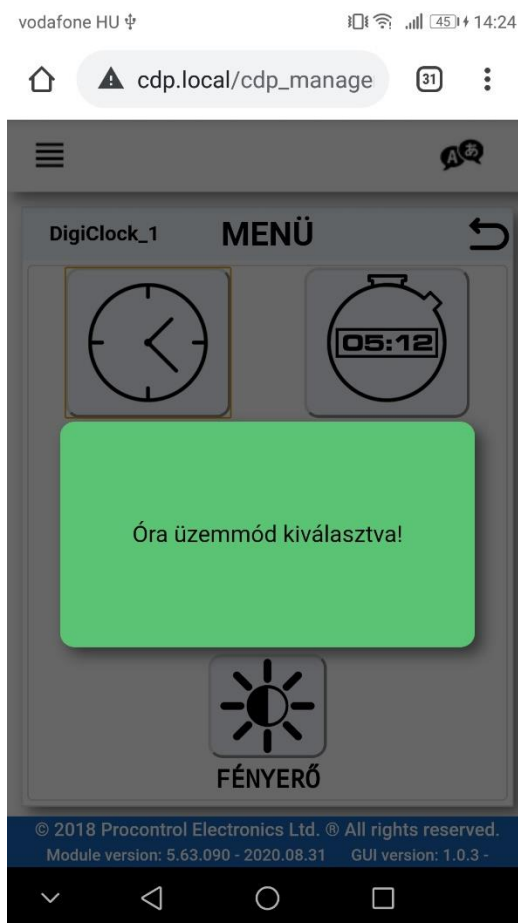 vodafone HU 45 14:24
cdp.local/cdp_manage 31
A あ
DigiClock_1 MENÜ
05:12
Óra üzemmód kiválasztva!
FÉNYERŐ
© 2018 Procontrol Electronics Ltd. ® All rights reserved.
Module version: 5.63.090 - 2020.08.31 GUI version: 1.0.3 -